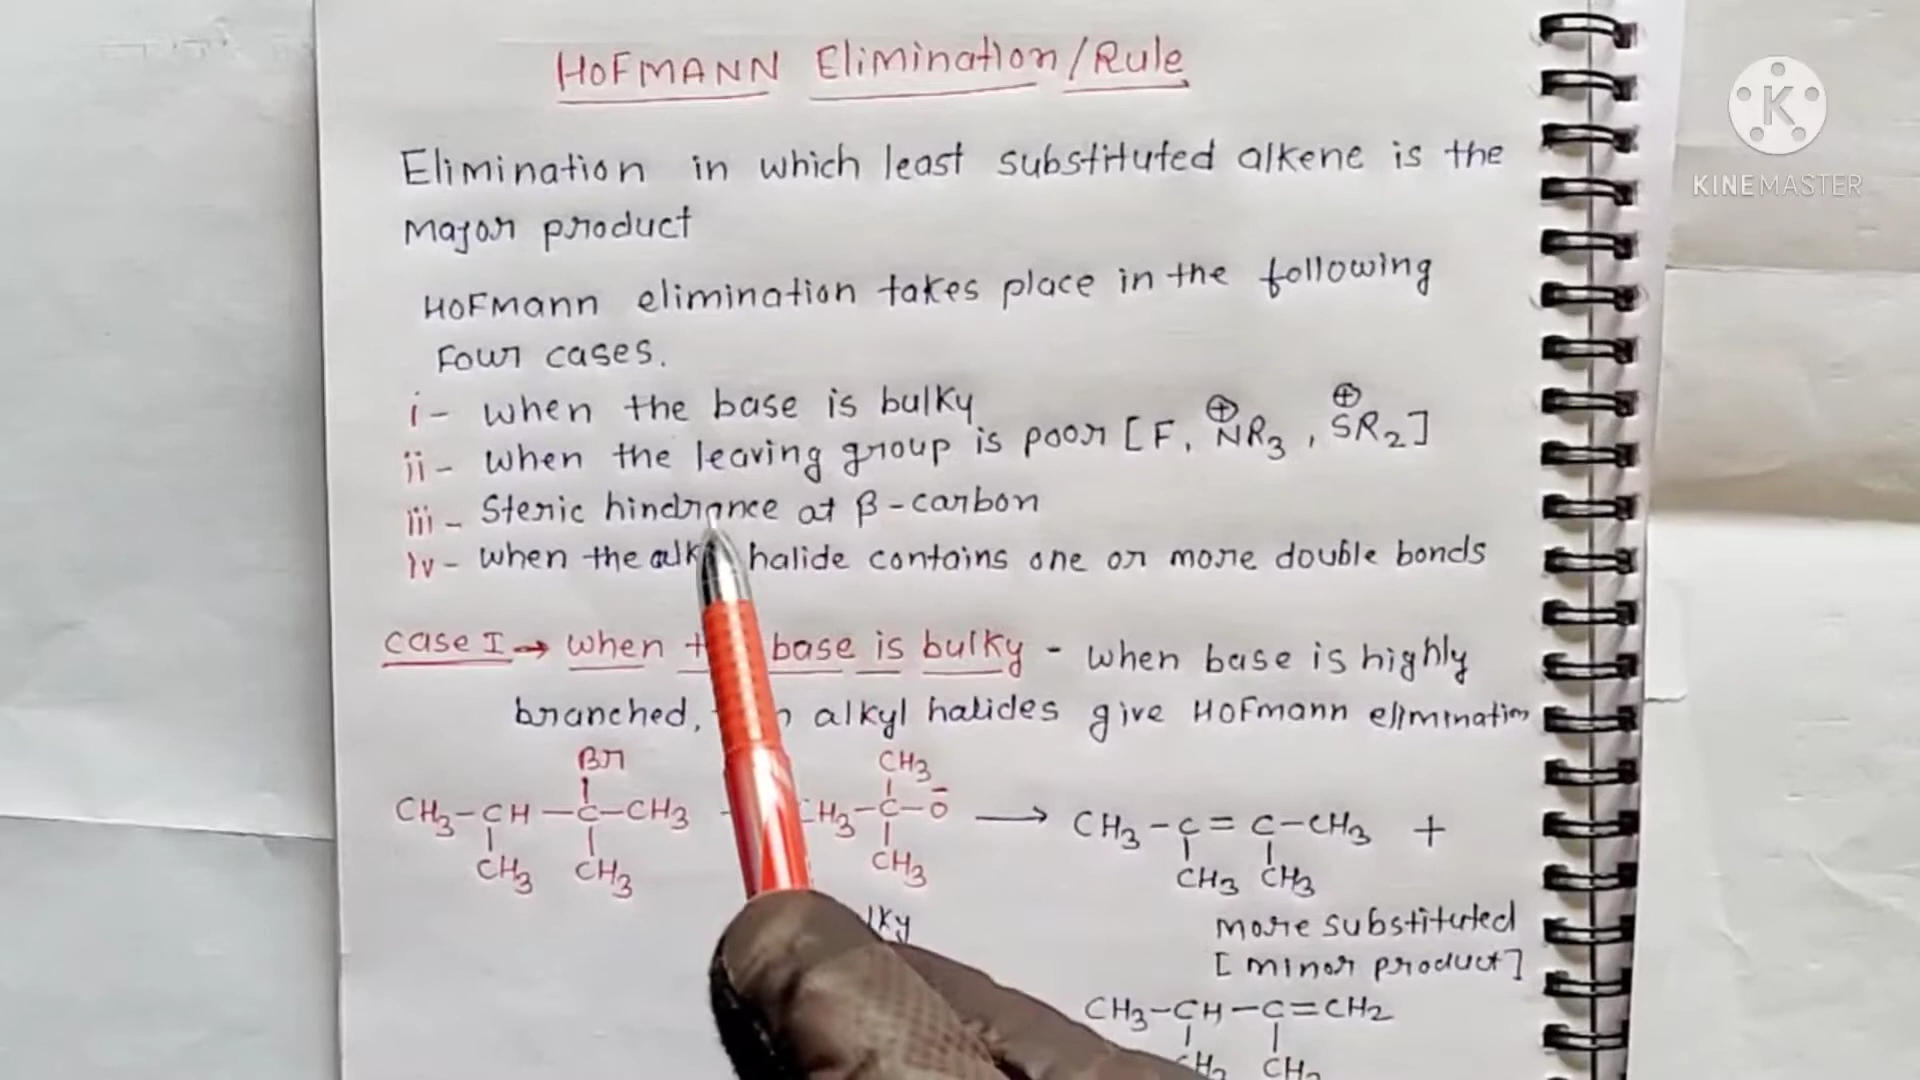 HOFMANN Elimination/Rule
Elimination in which least substituted alkene is the
Major product
HOFmann elimination takes place in the following
Four cases.
i - when the base is bulky
ii - when the leaving group is poor [F, ⊕NR3, ⊕SR2]
iii - Steric hindrance at β-carbon
iv - when the halide contains one or more double bonds
case I → when base is bulky - when base is highly
branched, alkyl halides give HOFmann elimination
Br
CH3
CH3-CH-C-CH3
CH3-C-O⁻ → CH3-C=C-CH3 +
CH3 CH3
CH3
CH3 CH3
more substituted
[minor product]
CH3-CH-C=CH2
K
KINEMASTER